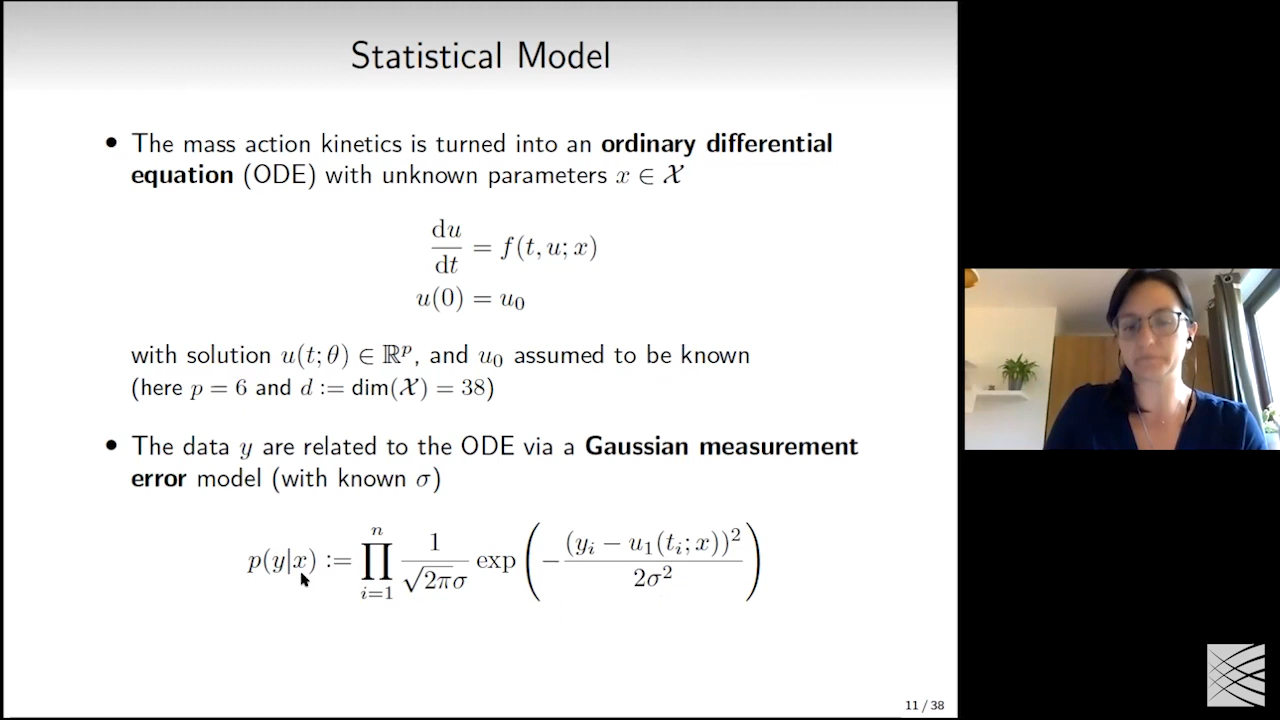 Statistical Model
• The mass action kinetics is turned into an ordinary differential
equation (ODE) with unknown parameters x ∈ 𝒳
du/dt = f(t, u; x)
u(0) = u₀
with solution u(t; θ) ∈ ℝᵖ, and u₀ assumed to be known
(here p = 6 and d := dim(𝒳) = 38)
• The data y are related to the ODE via a Gaussian measurement
error model (with known σ)
p(y|x) := ∏ᵢ₌₁ⁿ 1/(√2πσ) exp(−(yᵢ − u₁(tᵢ; x))²/2σ²)
11 / 38